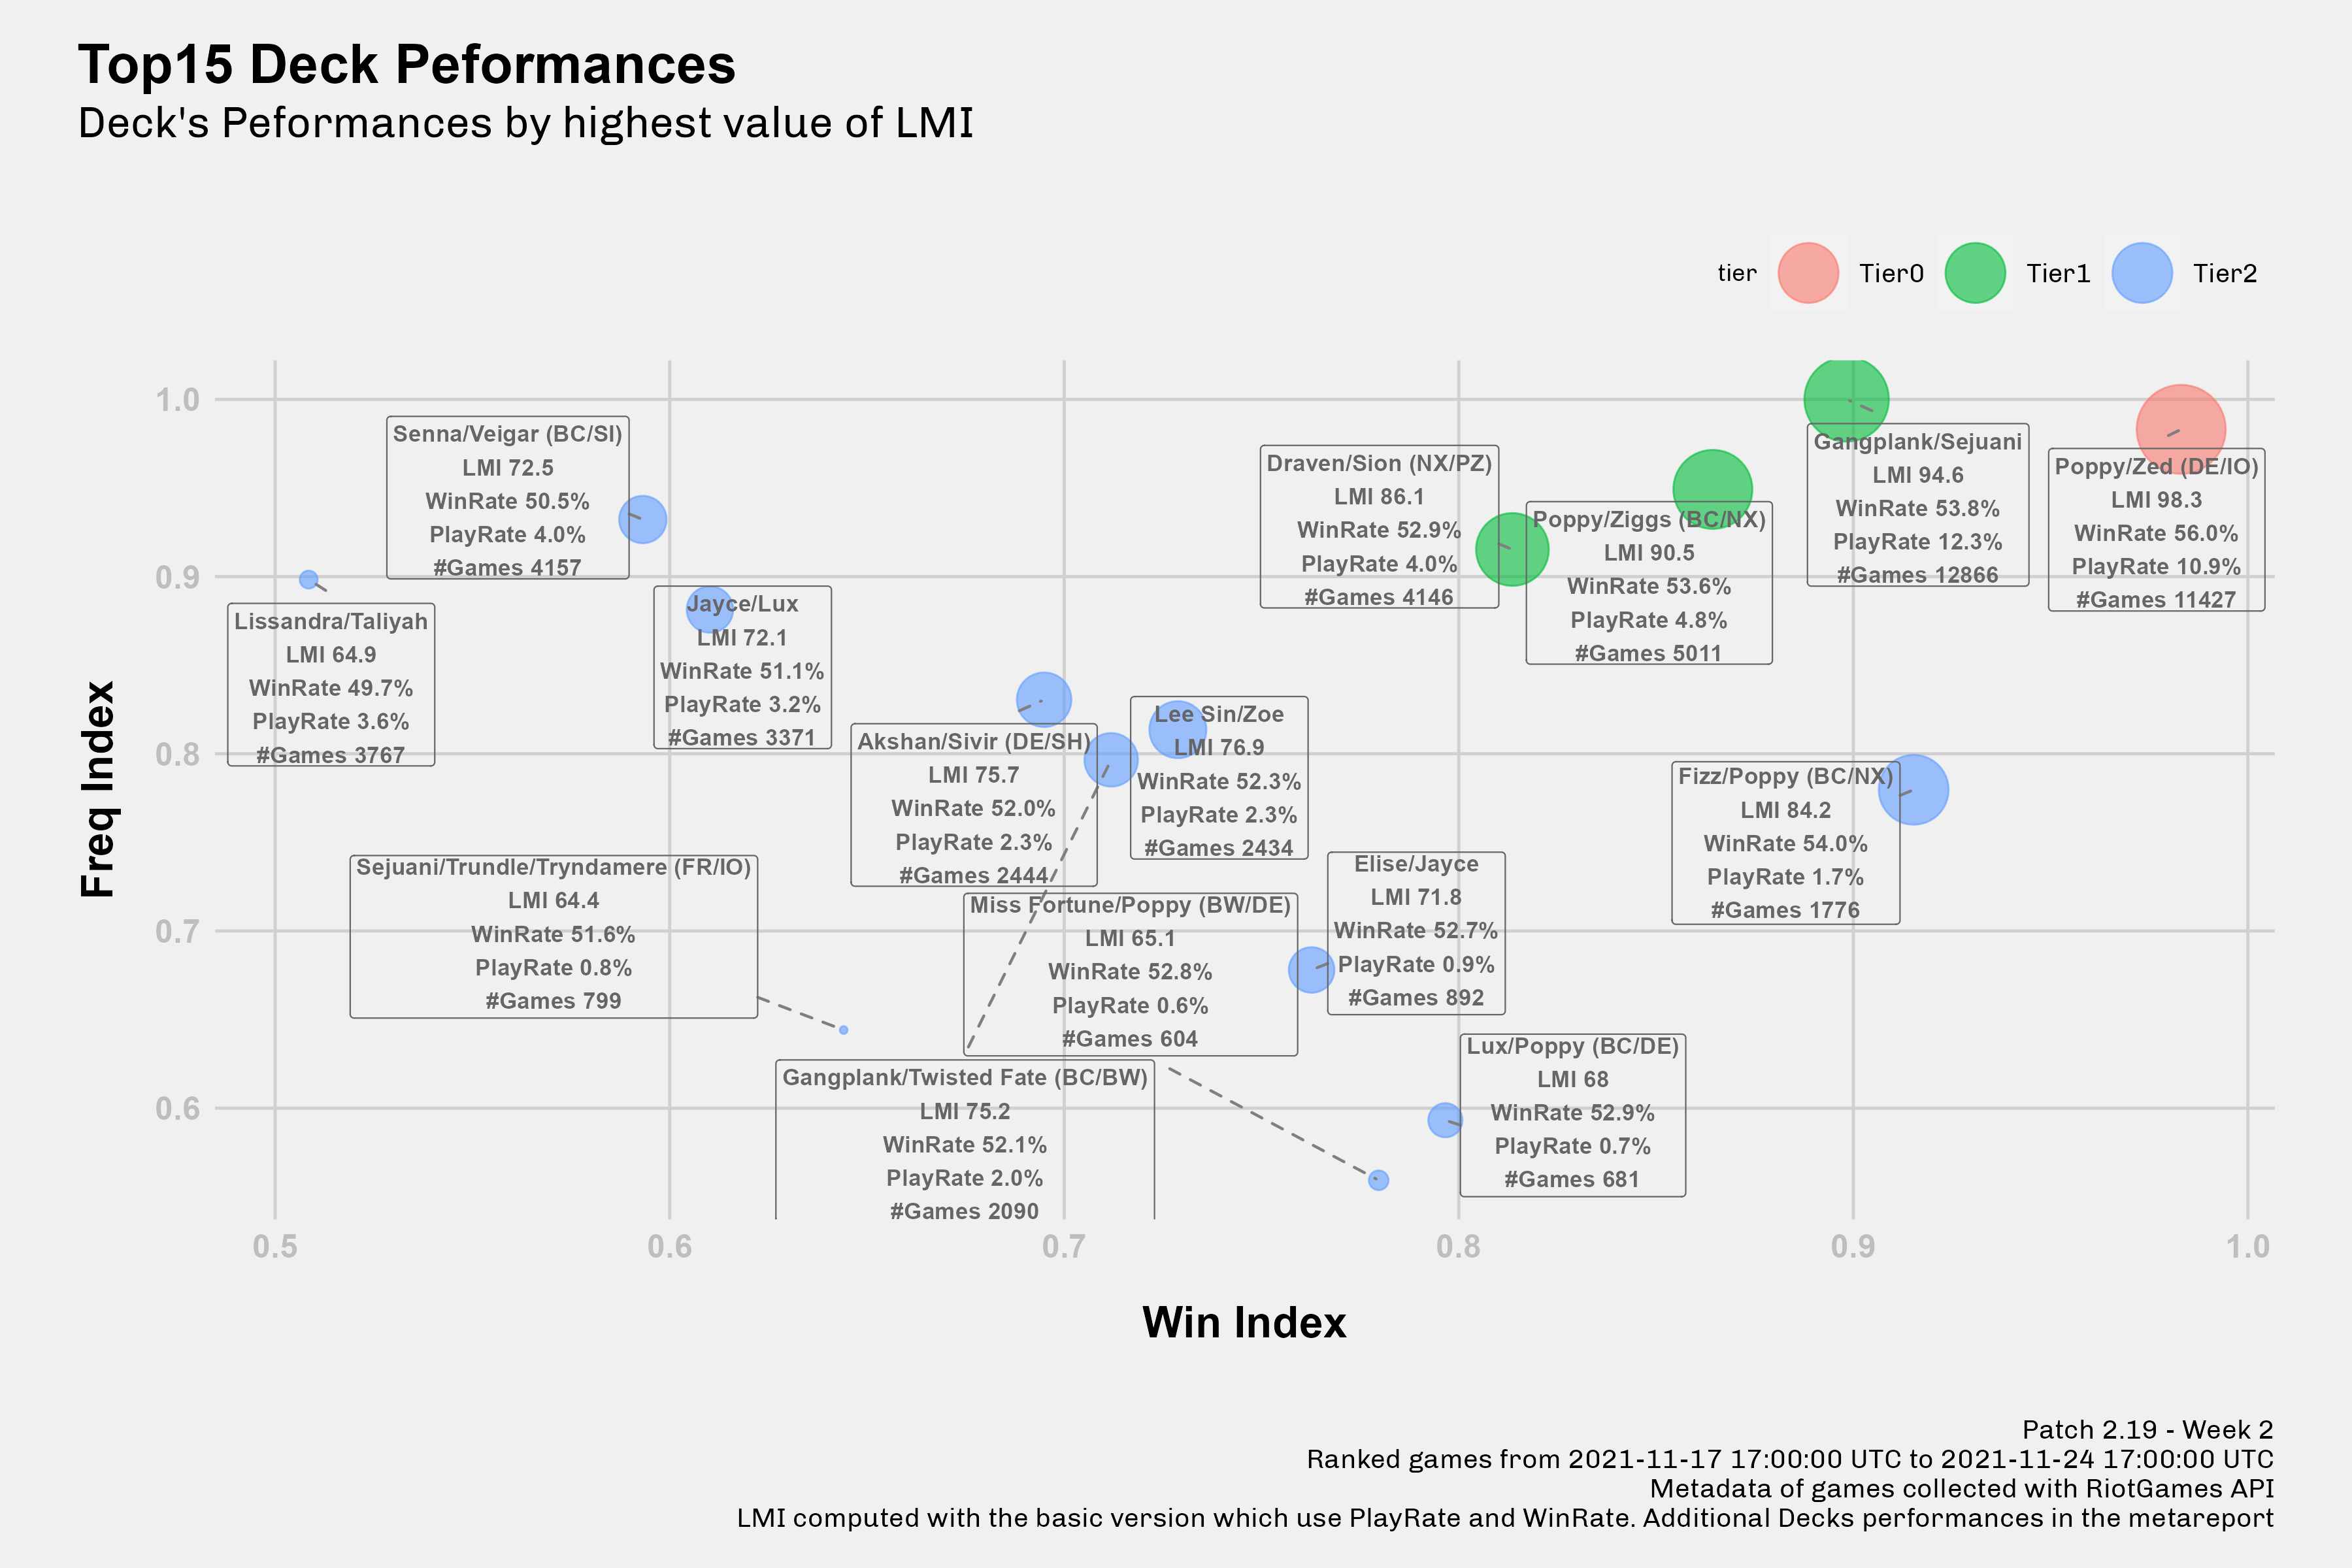 Top15 Deck Peformances
Deck's Peformances by highest value of LMI
tier
Tier0
Tier1
Tier2
Freq Index
1.0
0.9
0.8
0.7
0.6
Senna/Veigar (BC/SI)
LMI 72.5
WinRate 50.5%
PlayRate 4.0%
#Games 4157
Lissandra/Taliyah
LMI 64.9
WinRate 49.7%
PlayRate 3.6%
#Games 3767
Jayce/Lux
LMI 72.1
WinRate 51.1%
PlayRate 3.2%
#Games 3371
Draven/Sion (NX/PZ)
LMI 86.1
WinRate 52.9%
PlayRate 4.0%
#Games 4146
Poppy/Ziggs (BC/NX)
LMI 90.5
WinRate 53.6%
PlayRate 4.8%
#Games 5011
Gangplank/Sejuani
LMI 94.6
WinRate 53.8%
PlayRate 12.3%
#Games 12866
Poppy/Zed (DE/IO)
LMI 98.3
WinRate 56.0%
PlayRate 10.9%
#Games 11427
Akshan/Sivir (DE/SH)
LMI 75.7
WinRate 52.0%
PlayRate 2.3%
#Games 2444
Lee Sin/Zoe
LMI 76.9
WinRate 52.3%
PlayRate 2.3%
#Games 2434
Fizz/Poppy (BC/NX)
LMI 84.2
WinRate 54.0%
PlayRate 1.7%
#Games 1776
Sejuani/Trundle/Tryndamere (FR/IO)
LMI 64.4
WinRate 51.6%
PlayRate 0.8%
#Games 799
Miss Fortune/Poppy (BW/DE)
LMI 65.1
WinRate 52.8%
PlayRate 0.6%
#Games 604
Elise/Jayce
LMI 71.8
WinRate 52.7%
PlayRate 0.9%
#Games 892
Gangplank/Twisted Fate (BC/BW)
LMI 75.2
WinRate 52.1%
PlayRate 2.0%
#Games 2090
Lux/Poppy (BC/DE)
LMI 68
WinRate 52.9%
PlayRate 0.7%
#Games 681
0.5
0.6
0.7
0.8
0.9
1.0
Win Index
Patch 2.19 - Week 2
Ranked games from 2021-11-17 17:00:00 UTC to 2021-11-24 17:00:00 UTC
Metadata of games collected with RiotGames API
LMI computed with the basic version which use PlayRate and WinRate. Additional Decks performances in the metareport